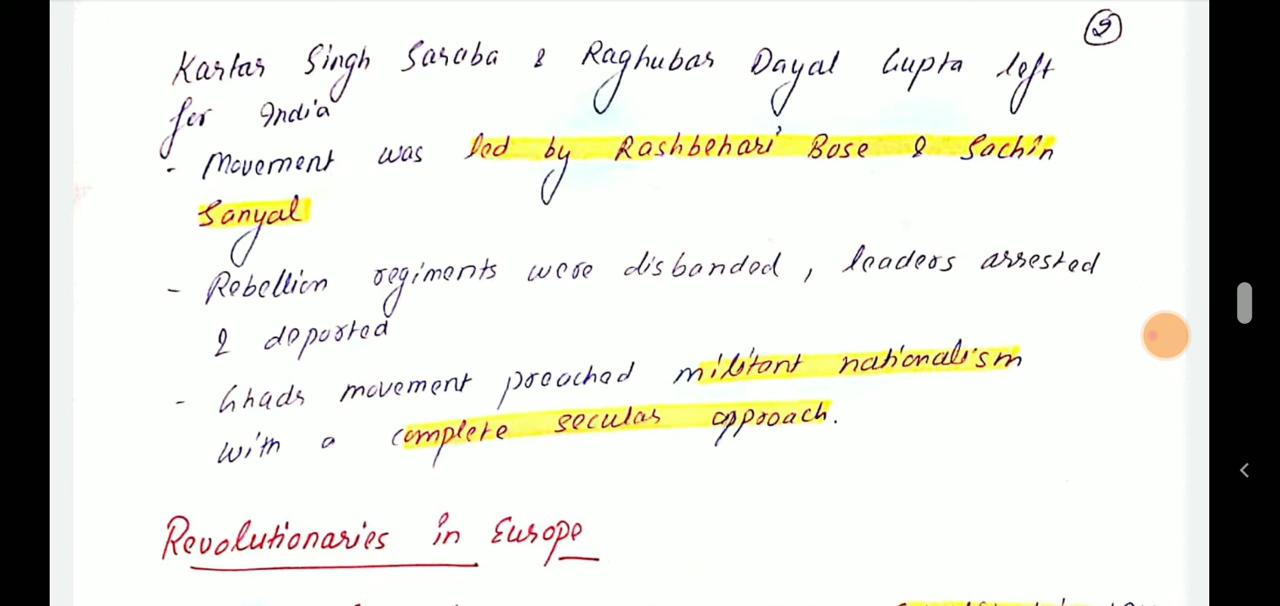 9
Kartar Singh Saraba & Raghubar Dayal Gupta left
for India
- Movement was led by Rashbehari Bose & Sachin
Sanyal
- Rebellion regiments were disbanded, leaders arrested
& deported
- Ghadr movement preached militant nationalism
with a complete secular approach.
Revolutionaries in Europe